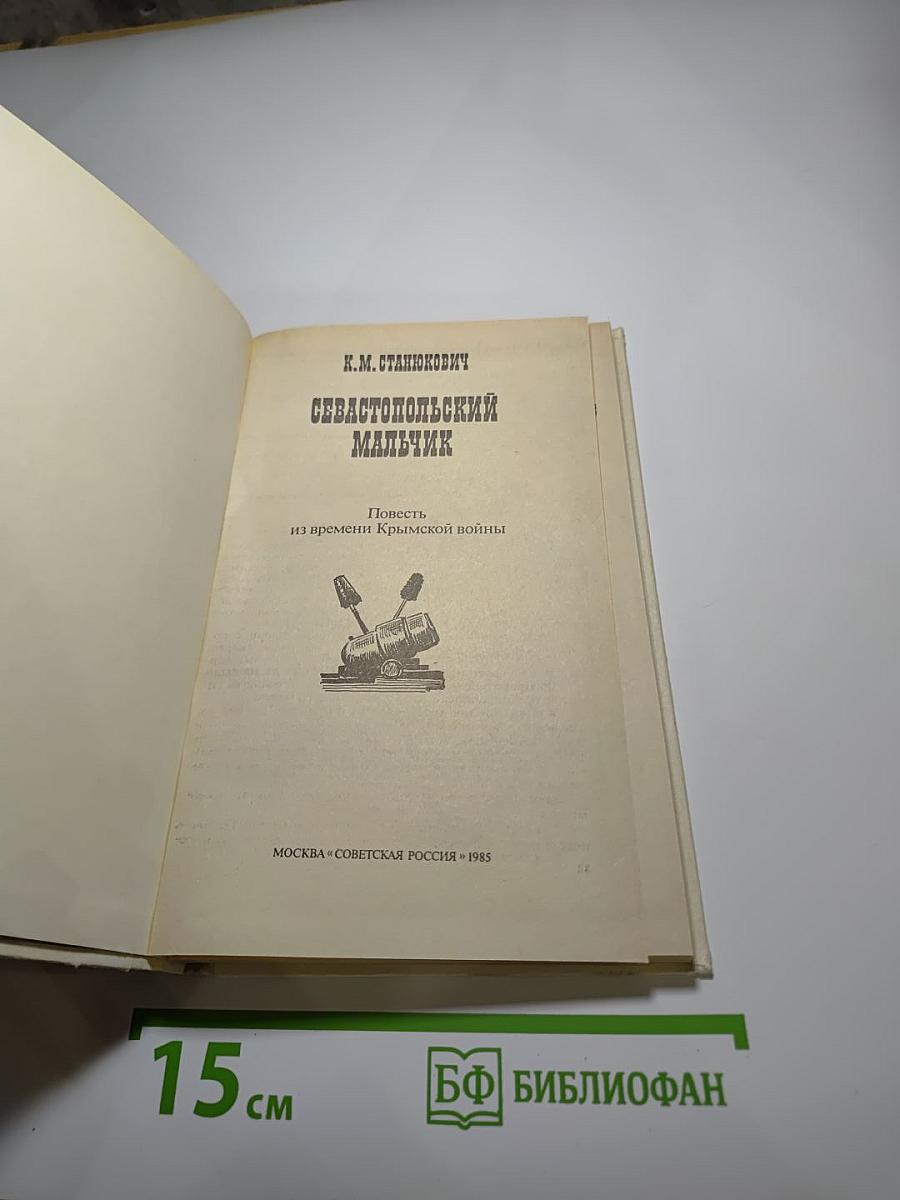 К. М. СТАНЮКОВИЧ
СЕВАСТОПОЛЬСКИЙ
МАЛЬЧИК
Повесть
из времени Крымской войны
МОСКВА «СОВЕТСКАЯ РОССИЯ» 1985
15 см
БФ БИБЛИОФАН